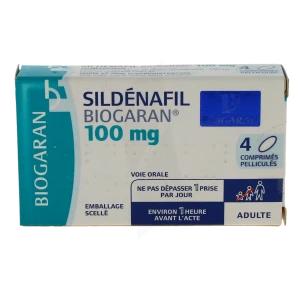 BIOGARAN
SILDÉNAFIL
BIOGARAN®
100 mg
4
COMPRIMÉS
PELLICULÉS
VOIE ORALE
NE PAS DÉPASSER 1 PRISE
PAR JOUR
EMBALLAGE
SCELLÉ
ENVIRON 1 HEURE
AVANT L'ACTE
ADULTE